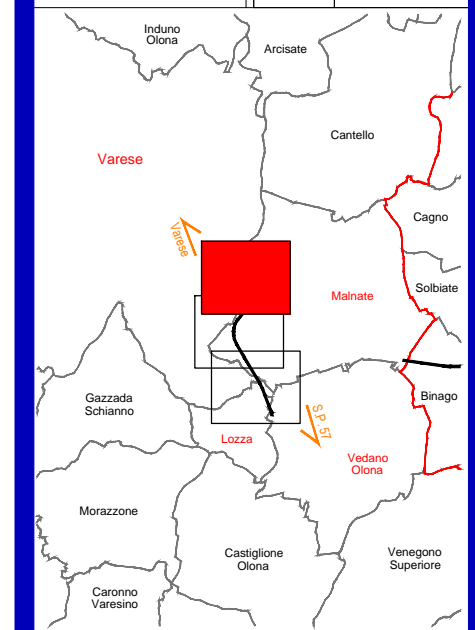 Induno
Olona
Arcisate
Cantello
Varese
Cagno
Varese
Solbiate
Malnate
Binago
Gazzada
Schianno
S.P. 57
Lozza
Vedano
Olona
Morazzone
Castiglione
Olona
Venegono
Superiore
Caronno
Varesino